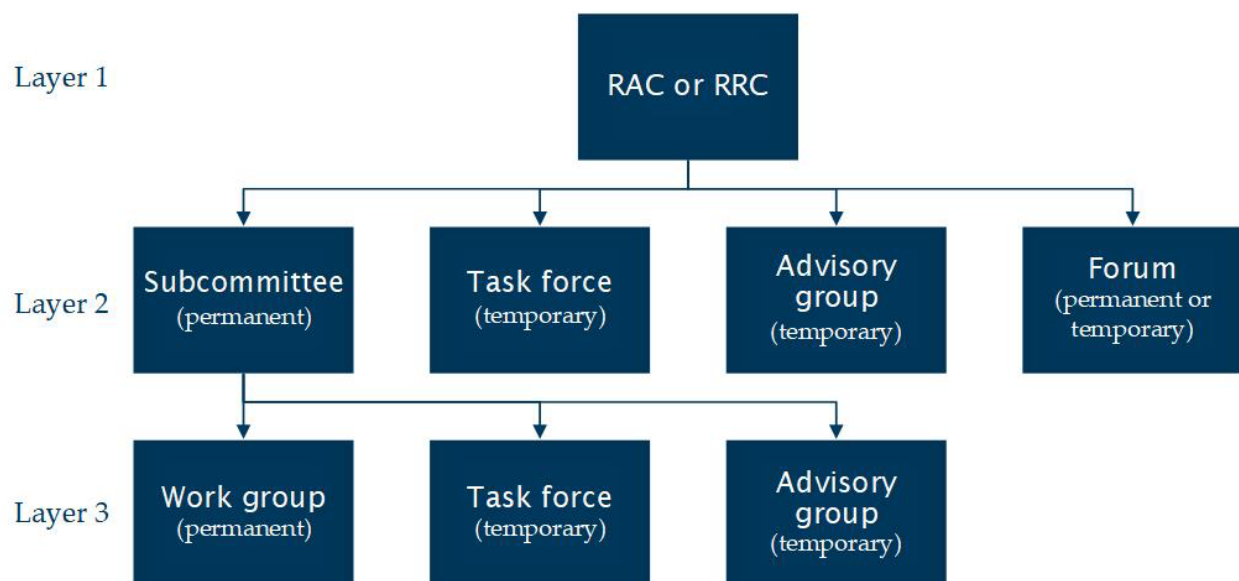 Layer 1
RAC or RRC
Layer 2
Subcommittee
(permanent)
Task force
(temporary)
Advisory
group
(temporary)
Forum
(permanent or
temporary)
Layer 3
Work group
(permanent)
Task force
(temporary)
Advisory
group
(temporary)